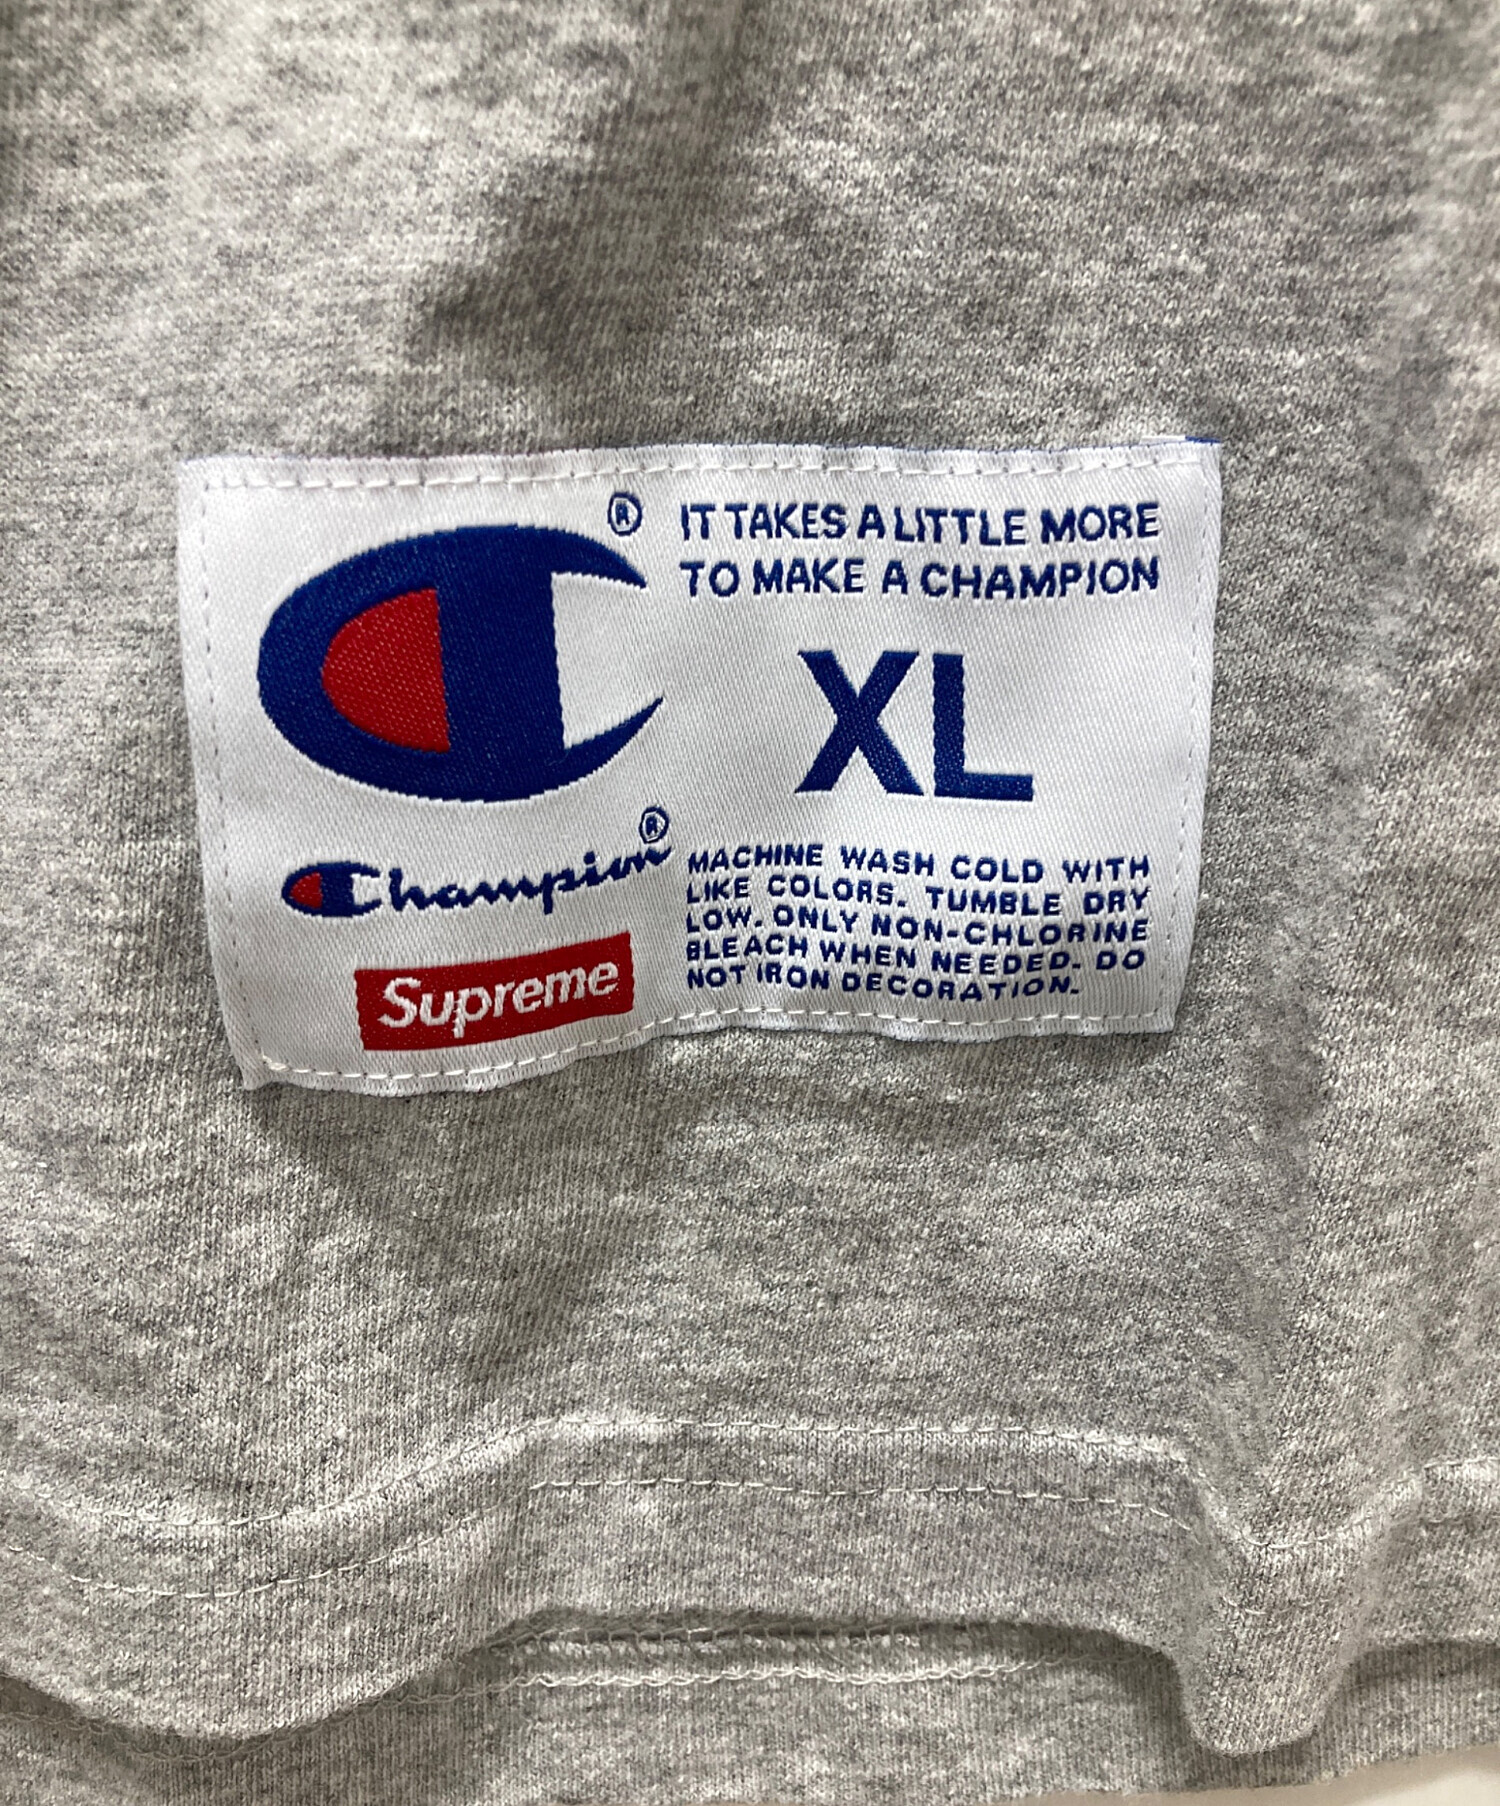 ®
IT TAKES A LITTLE MORE
TO MAKE A CHAMPION
XL
Champion®
Supreme
MACHINE WASH COLD WITH
LIKE COLORS. TUMBLE DRY
LOW. ONLY NON-CHLORINE
BLEACH WHEN NEEDED. DO
NOT IRON DECORATION.